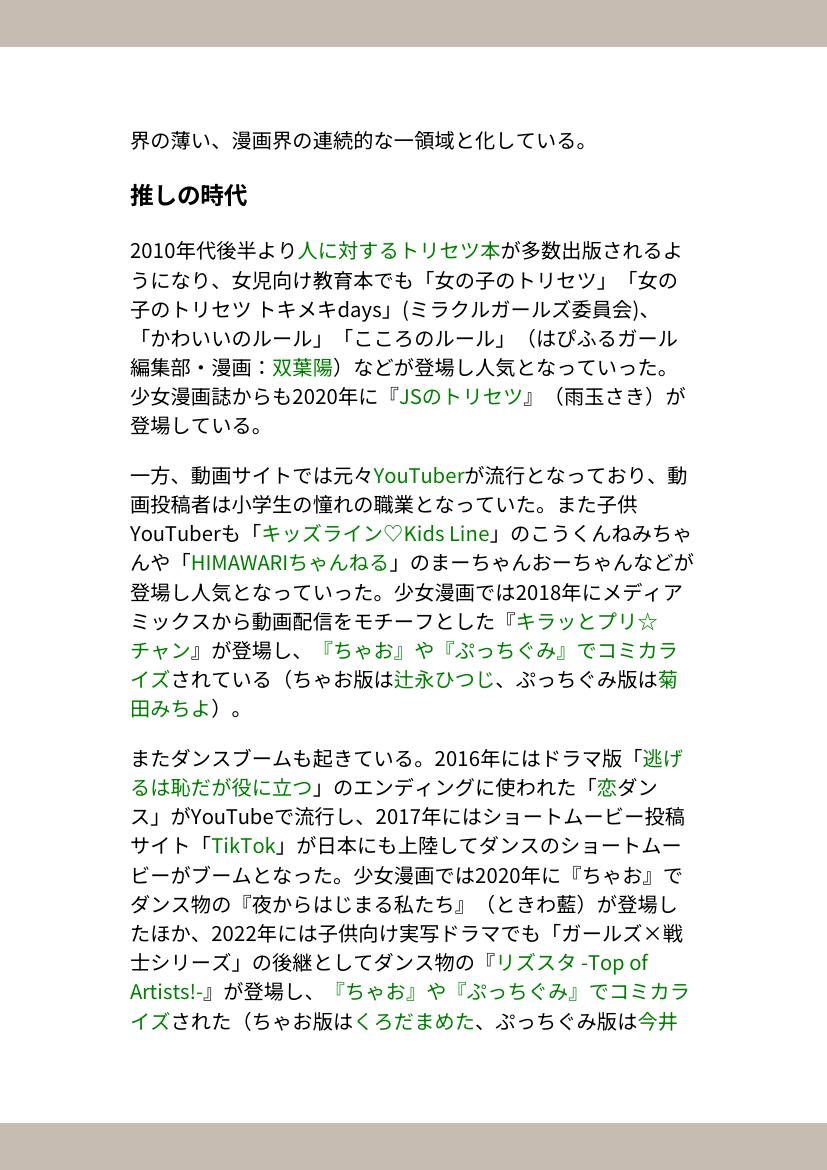 界の薄い、漫画界の連続的な一領域と化している。
推しの時代
2010年代後半より人に対するトリセツ本が多数出版されるよ
うになり、女児向け教育本でも「女の子のトリセツ」「女の
子のトリセツ トキメキdays」(ミラクルガールズ委員会)、
「かわいいのルール」「こころのルール」（はぴふるガール
編集部・漫画：双葉陽）などが登場し人気となっていった。
少女漫画誌からも2020年に『JSのトリセツ』（雨玉さき）が
登場している。
一方、動画サイトでは元々YouTuberが流行となっており、動
画投稿者は小学生の憧れの職業となっていた。また子供
YouTuberも「キッズライン♡Kids Line」のこうくんねみちゃ
んや「HIMAWARIちゃんねる」のまーちゃんおーちゃんなどが
登場し人気となっていった。少女漫画では2018年にメディア
ミックスから動画配信をモチーフとした『キラッとプリ☆
チャン』が登場し、『ちゃお』や『ぷっちぐみ』でコミカラ
イズされている（ちゃお版は辻永ひつじ、ぷっちぐみ版は菊
田みちよ）。
またダンスブームも起きている。2016年にはドラマ版「逃げ
るは恥だが役に立つ」のエンディングに使われた「恋ダン
ス」がYouTubeで流行し、2017年にはショートムービー投稿
サイト「TikTok」が日本にも上陸してダンスのショートムー
ビーがブームとなった。少女漫画では2020年に『ちゃお』で
ダンス物の『夜からはじまる私たち』（ときわ藍）が登場し
たほか、2022年には子供向け実写ドラマでも「ガールズ×戦
士シリーズ」の後継としてダンス物の『リズスタ -Top of
Artists!-』が登場し、『ちゃお』や『ぷっちぐみ』でコミカラ
イズされた（ちゃお版はくろだまめた、ぷっちぐみ版は今井